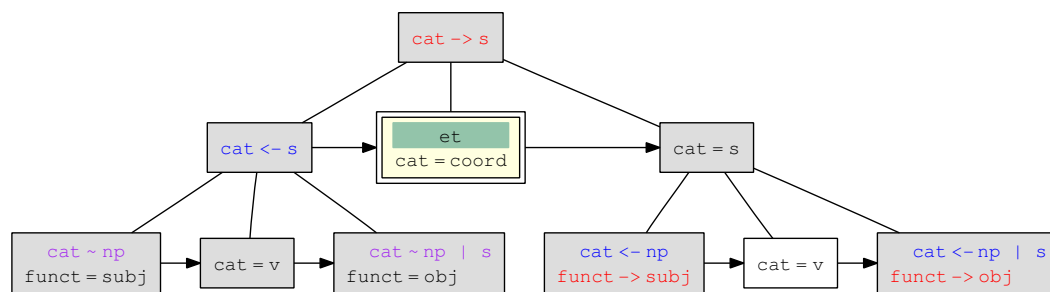 cat -> s
cat <- s
et
cat = coord
cat = s
cat ~ np
funct = subj
cat = v
cat ~ np | s
funct = obj
cat <- np
funct -> subj
cat = v
cat <- np | s
funct -> obj